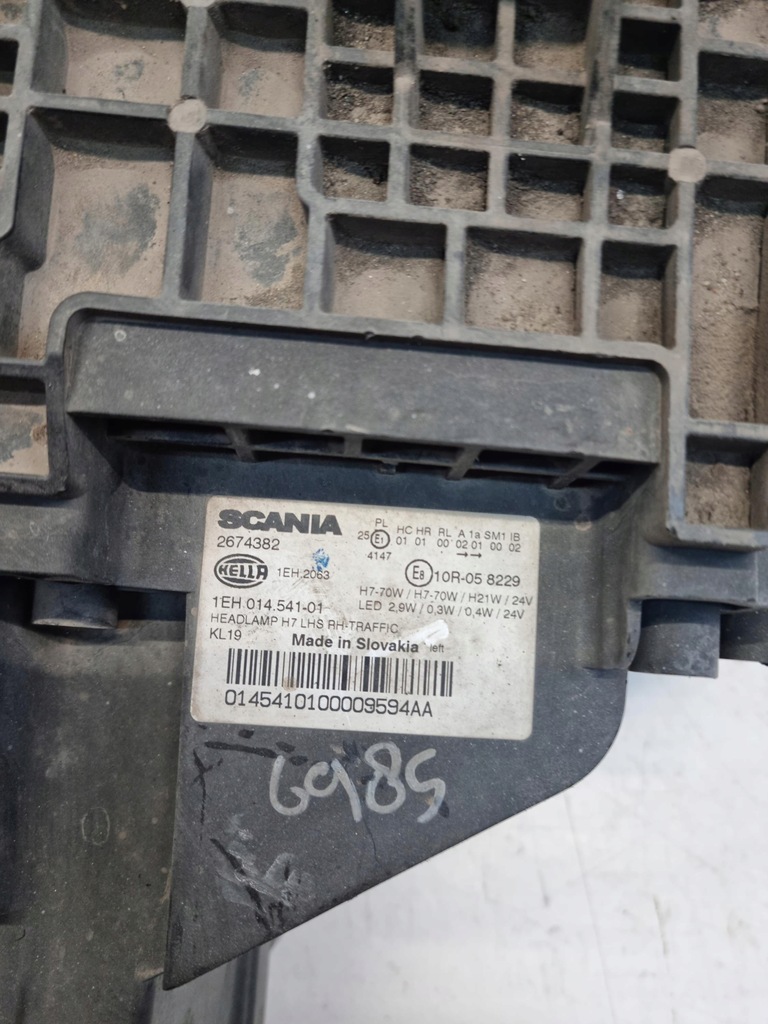 SCANIA
2674382
HELLA
1EH.2063
1EH.014.541-01
HEADLAMP H7 LHS RH-TRAFFIC
KL19
Made in Slovakia left
PL HC HR RL A 1a SM1 IB
25 E1 01 01 00 02 01 00 02
4147 →→
E8 10R-05 8229
H7-70W / H7-70W / H21W / 24V
LED 2,9W / 0,3W / 0,4W / 24V
0145410100009594AA
6985